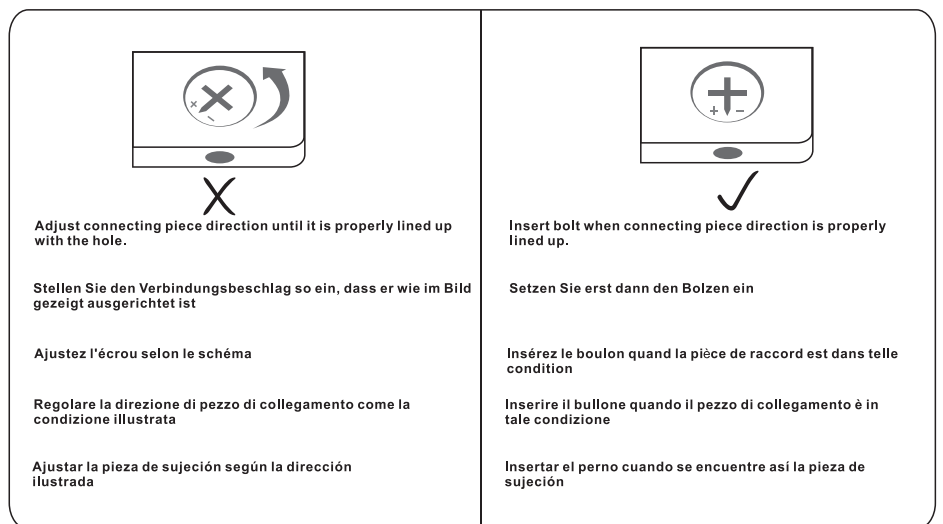 Adjust connecting piece direction until it is properly lined up
with the hole.
Stellen Sie den Verbindungsbeschlag so ein, dass er wie im Bild
gezeigt ausgerichtet ist
Ajustez l'écrou selon le schéma
Regolare la direzione di pezzo di collegamento come la
condizione illustrata
Ajustar la pieza de sujeción según la dirección
ilustrada
Insert bolt when connecting piece direction is properly
lined up.
Setzen Sie erst dann den Bolzen ein
Insérez le boulon quand la pièce de raccord est dans telle
condition
Inserire il bullone quando il pezzo di collegamento è in
tale condizione
Insertar el perno cuando se encuentre así la pieza de
sujeción